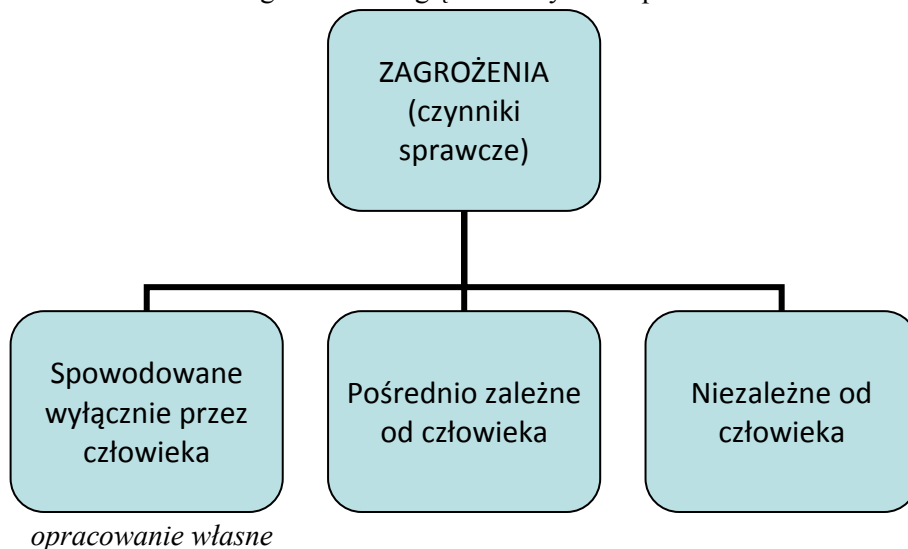 ZAGROŻENIA
(czynniki
sprawcze)
Spowodowane
wyłącznie przez
człowieka
Pośrednio zależne
od człowieka
Niezależne od
człowieka
opracowanie własne